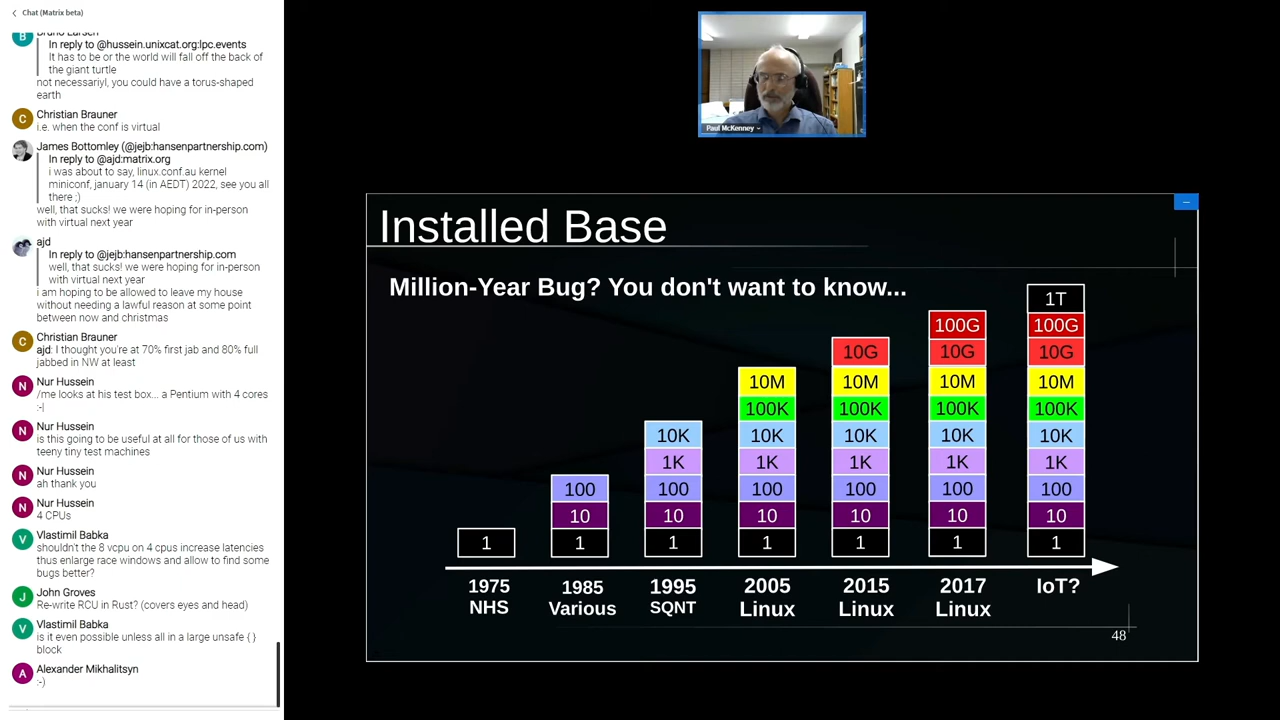 Chat (Matrix beta)
Bruno Larsen
In reply to @hussein.unixcat.org:lpc.events
It has to be or the world will fall off the back of
the giant turtle
not necessariyl, you could have a torus-shaped
earth
Christian Brauner
i.e. when the conf is virtual
James Bottomley (@jejb:hansenpartnership.com)
In reply to @ajd:matrix.org
i was about to say, linux.conf.au kernel
miniconf, january 14 (in AEDT) 2022, see you all
there ;)
well, that sucks! we were hoping for in-person
with virtual next year
ajd
In reply to @jejb:hansenpartnership.com
well, that sucks! we were hoping for in-person
with virtual next year
i am hoping to be allowed to leave my house
without needing a lawful reason at some point
between now and christmas
Christian Brauner
ajd: I thought you're at 70% first jab and 80% full
jabbed in NW at least
Nur Hussein
/me looks at his test box... a Pentium with 4 cores
:-|
Nur Hussein
is this going to be useful at all for those of us with
teeny tiny test machines
Nur Hussein
ah thank you
Nur Hussein
4 CPUs
Vlastimil Babka
shouldn't the 8 vcpu on 4 cpus increase latencies
thus enlarge race windows and allow to find some
bugs better?
John Groves
Re-write RCU in Rust? (covers eyes and head)
Vlastimil Babka
is it even possible unless all in a large unsafe { }
block
Alexander Mikhalitsyn
:-)
Paul McKenney
Installed Base
Million-Year Bug? You don't want to know...
1T
100G 100G
10G 10G 10G
10M 10M 10M 10M
100K 100K 100K 100K
10K 10K 10K 10K 10K
1K 1K 1K 1K 1K
100 100 100 100 100 100
10 10 10 10 10 10
1 1 1 1 1 1 1
1975 1985 1995 2005 2015 2017 IoT?
NHS Various SQNT Linux Linux Linux
48